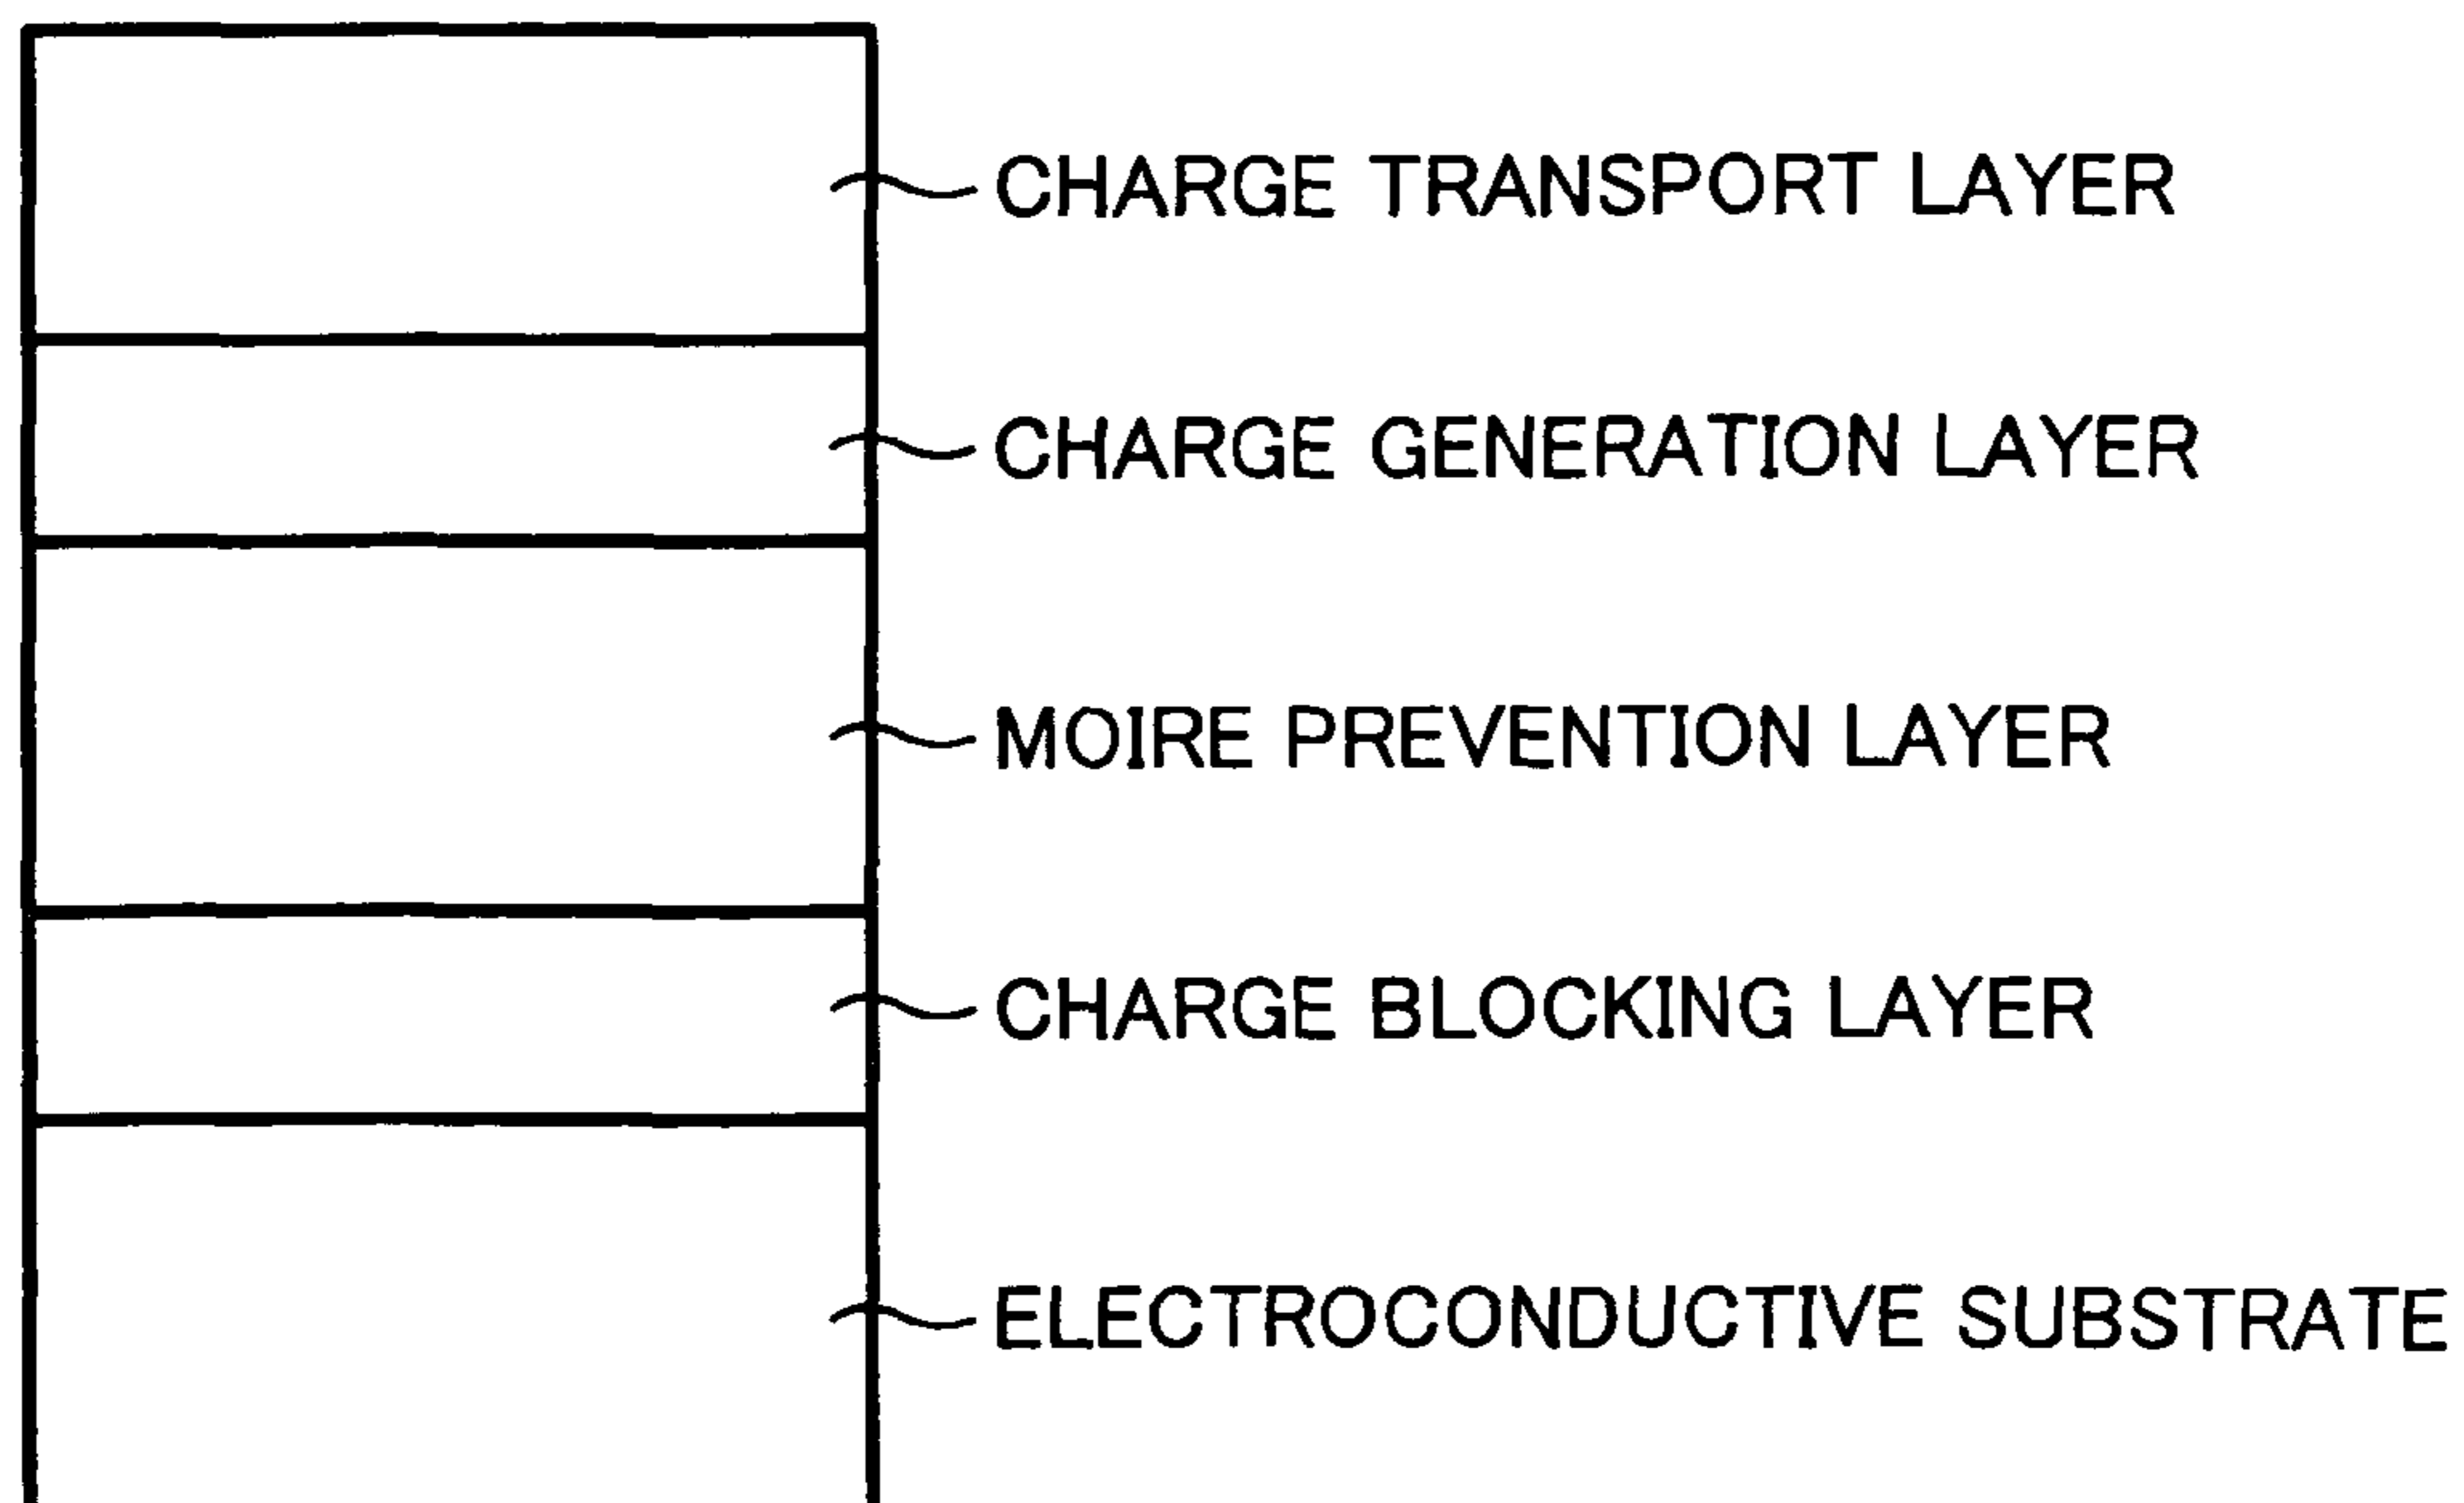 CHARGE TRANSPORT LAYER
CHARGE GENERATION LAYER
MOIRE PREVENTION LAYER
CHARGE BLOCKING LAYER
ELECTROCONDUCTIVE SUBSTRATE